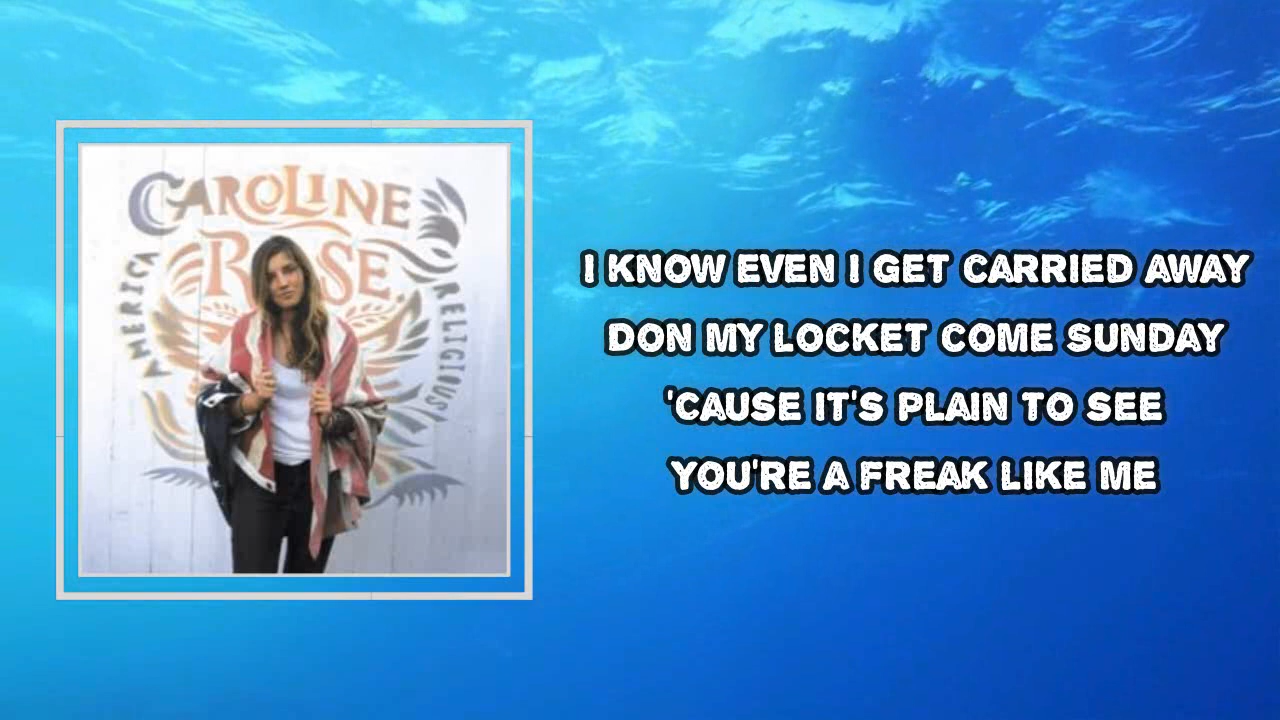 CAROLINE
ROSE
AMERICA
RELIGIOUS
I KNOW EVEN I GET CARRIED AWAY
DON MY LOCKET COME SUNDAY
'CAUSE IT'S PLAIN TO SEE
YOU'RE A FREAK LIKE ME